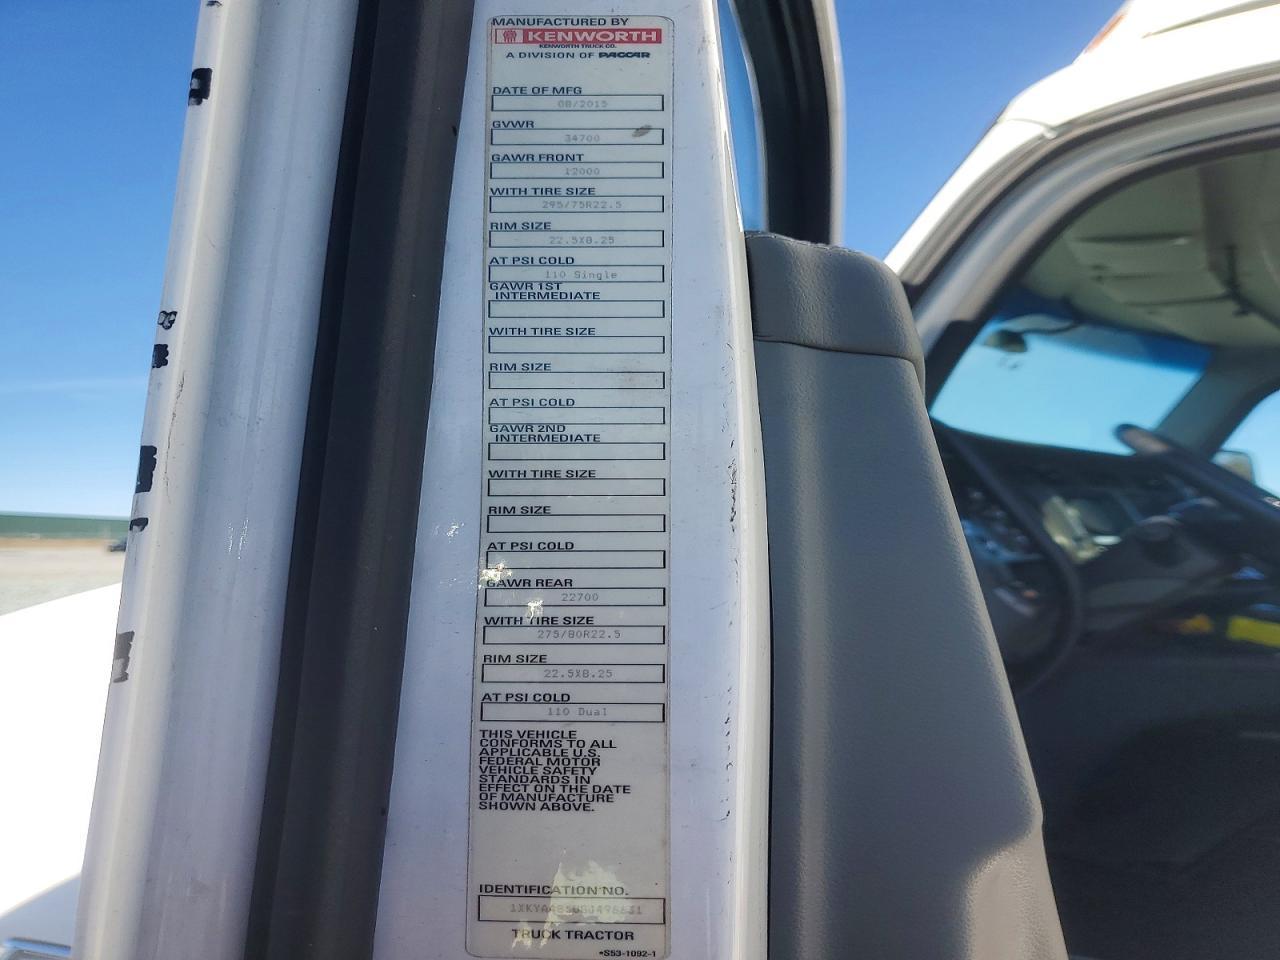 MANUFACTURED BY
KENWORTH
KENWORTH TRUCK CO.
A DIVISION OF PACCAR
DATE OF MFG
08/2015
GVWR
34700
GAWR FRONT
12000
WITH TIRE SIZE
295/75R22.5
RIM SIZE
22.5X8.25
AT PSI COLD
110 Single
GAWR 1ST
INTERMEDIATE
WITH TIRE SIZE
RIM SIZE
AT PSI COLD
GAWR 2ND
INTERMEDIATE
WITH TIRE SIZE
RIM SIZE
AT PSI COLD
GAWR REAR
22700
WITH TIRE SIZE
275/80R22.5
RIM SIZE
22.5X8.25
AT PSI COLD
110 Dual
THIS VEHICLE
CONFORMS TO ALL
APPLICABLE U.S.
FEDERAL MOTOR
VEHICLE SAFETY
STANDARDS IN
EFFECT ON THE DATE
OF MANUFACTURE
SHOWN ABOVE.
IDENTIFICATION NO.
TRUCK TRACTOR
•S53-1092-1